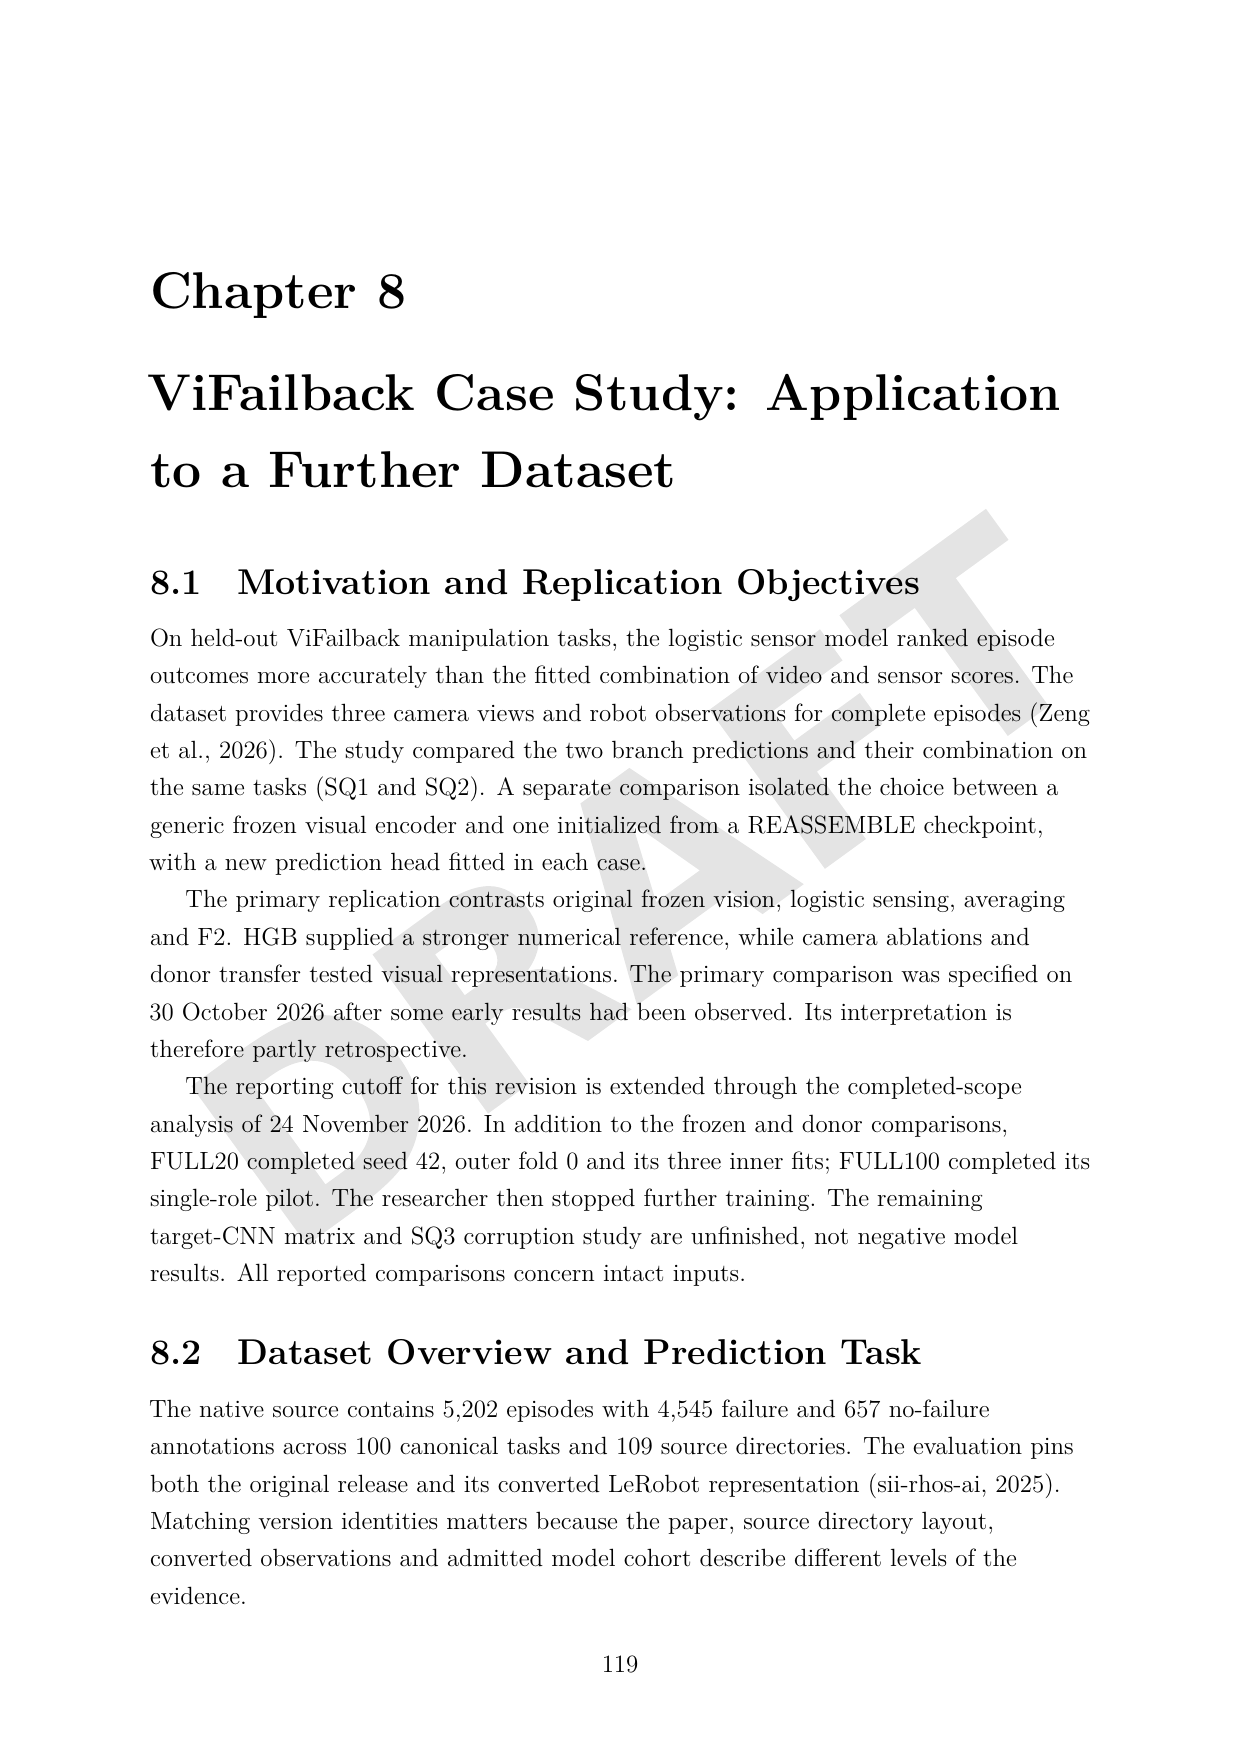 Chapter 8
ViFailback Case Study: Application
to a Further Dataset
8.1 Motivation and Replication Objectives
On held-out ViFailback manipulation tasks, the logistic sensor model ranked episode
outcomes more accurately than the fitted combination of video and sensor scores. The
dataset provides three camera views and robot observations for complete episodes (Zeng
et al., 2026). The study compared the two branch predictions and their combination on
the same tasks (SQ1 and SQ2). A separate comparison isolated the choice between a
generic frozen visual encoder and one initialized from a REASSEMBLE checkpoint,
with a new prediction head fitted in each case.
The primary replication contrasts original frozen vision, logistic sensing, averaging
and F2. HGB supplied a stronger numerical reference, while camera ablations and
donor transfer tested visual representations. The primary comparison was specified on
30 October 2026 after some early results had been observed. Its interpretation is
therefore partly retrospective.
The reporting cutoff for this revision is extended through the completed-scope
analysis of 24 November 2026. In addition to the frozen and donor comparisons,
FULL20 completed seed 42, outer fold 0 and its three inner fits; FULL100 completed its
single-role pilot. The researcher then stopped further training. The remaining
target-CNN matrix and SQ3 corruption study are unfinished, not negative model
results. All reported comparisons concern intact inputs.
8.2 Dataset Overview and Prediction Task
The native source contains 5,202 episodes with 4,545 failure and 657 no-failure
annotations across 100 canonical tasks and 109 source directories. The evaluation pins
both the original release and its converted LeRobot representation (sii-rhos-ai, 2025).
Matching version identities matters because the paper, source directory layout,
converted observations and admitted model cohort describe different levels of the
evidence.
119
DRAFT